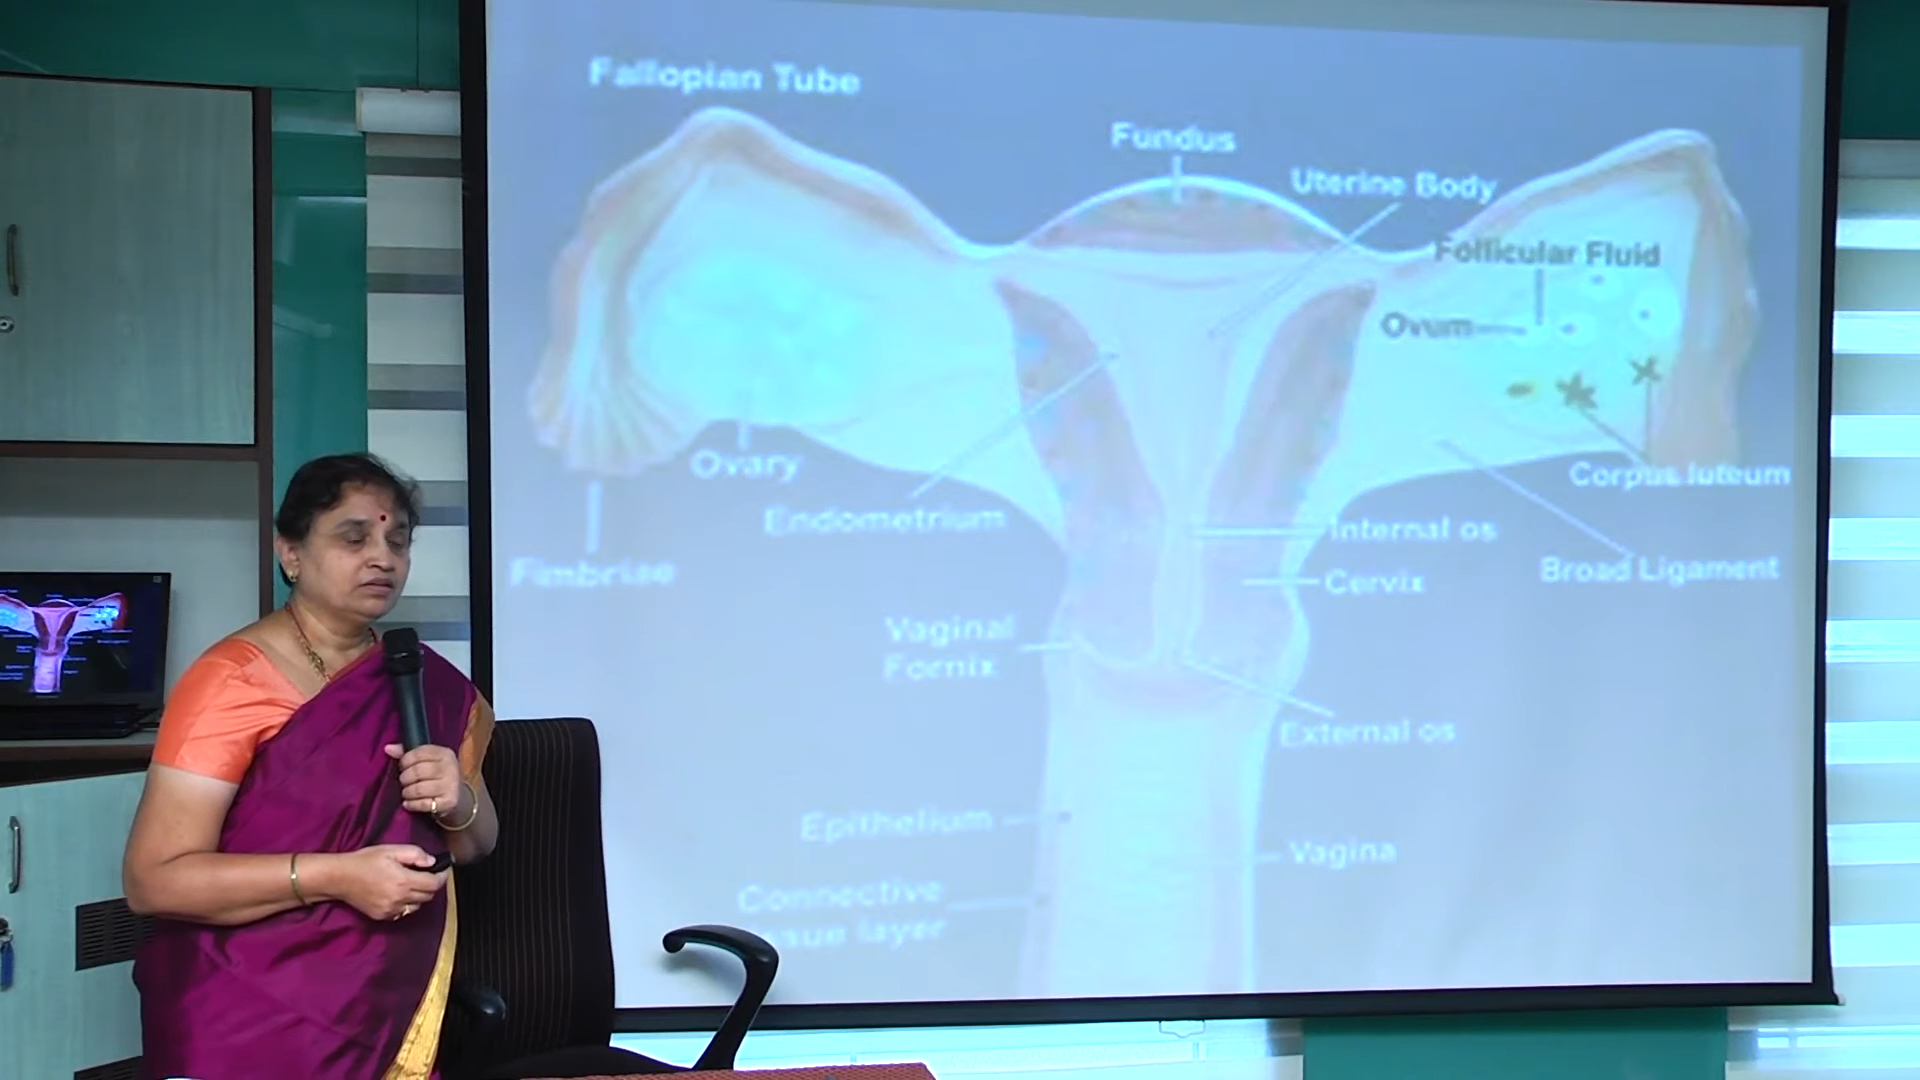 Fallopian Tube
Fundus
Uterine Body
Follicular Fluid
Ovum
Ovary
Corpus luteum
Endometrium
Internal os
Fimbriae
Cervix
Broad Ligament
Vaginal
Fornix
External os
Epithelium
Vagina
Connective
layer